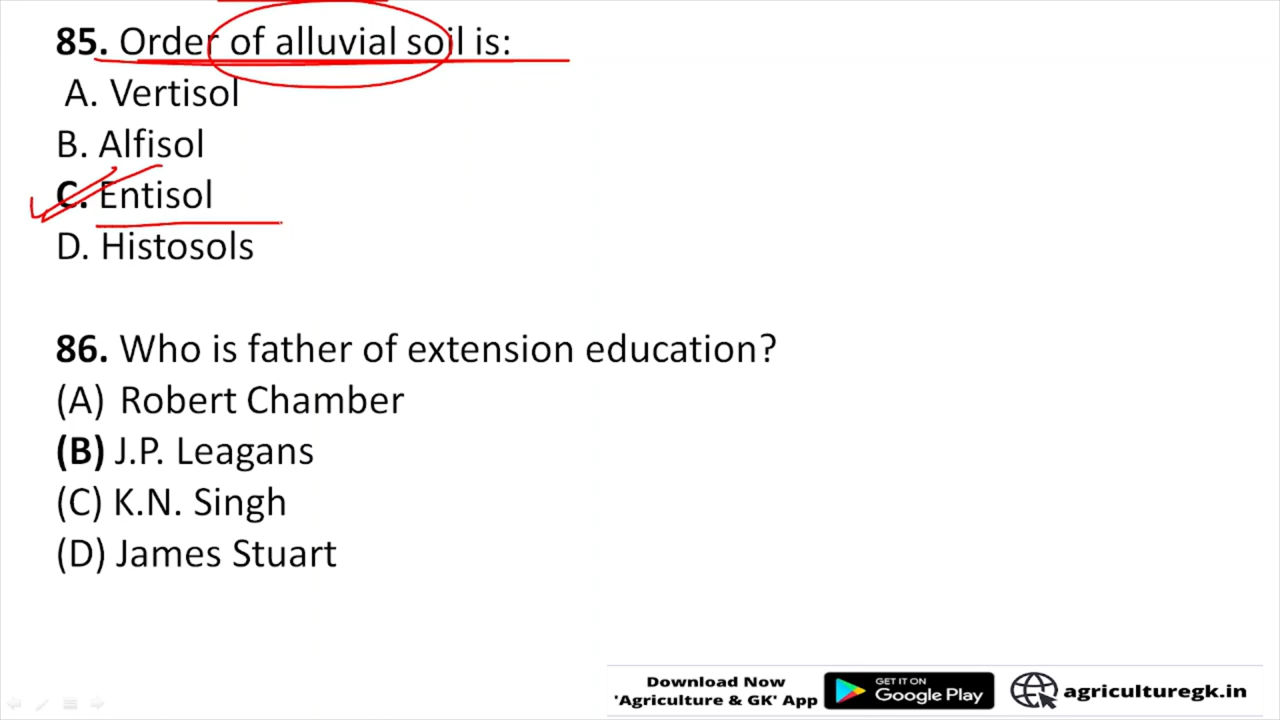 85. Order of alluvial soil is:
A. Vertisol
B. Alfisol
C. Entisol
D. Histosols
86. Who is father of extension education?
(A) Robert Chamber
(B) J.P. Leagans
(C) K.N. Singh
(D) James Stuart
Download Now
'Agriculture & GK' App
GET IT ON
Google Play
agriculturegk.in